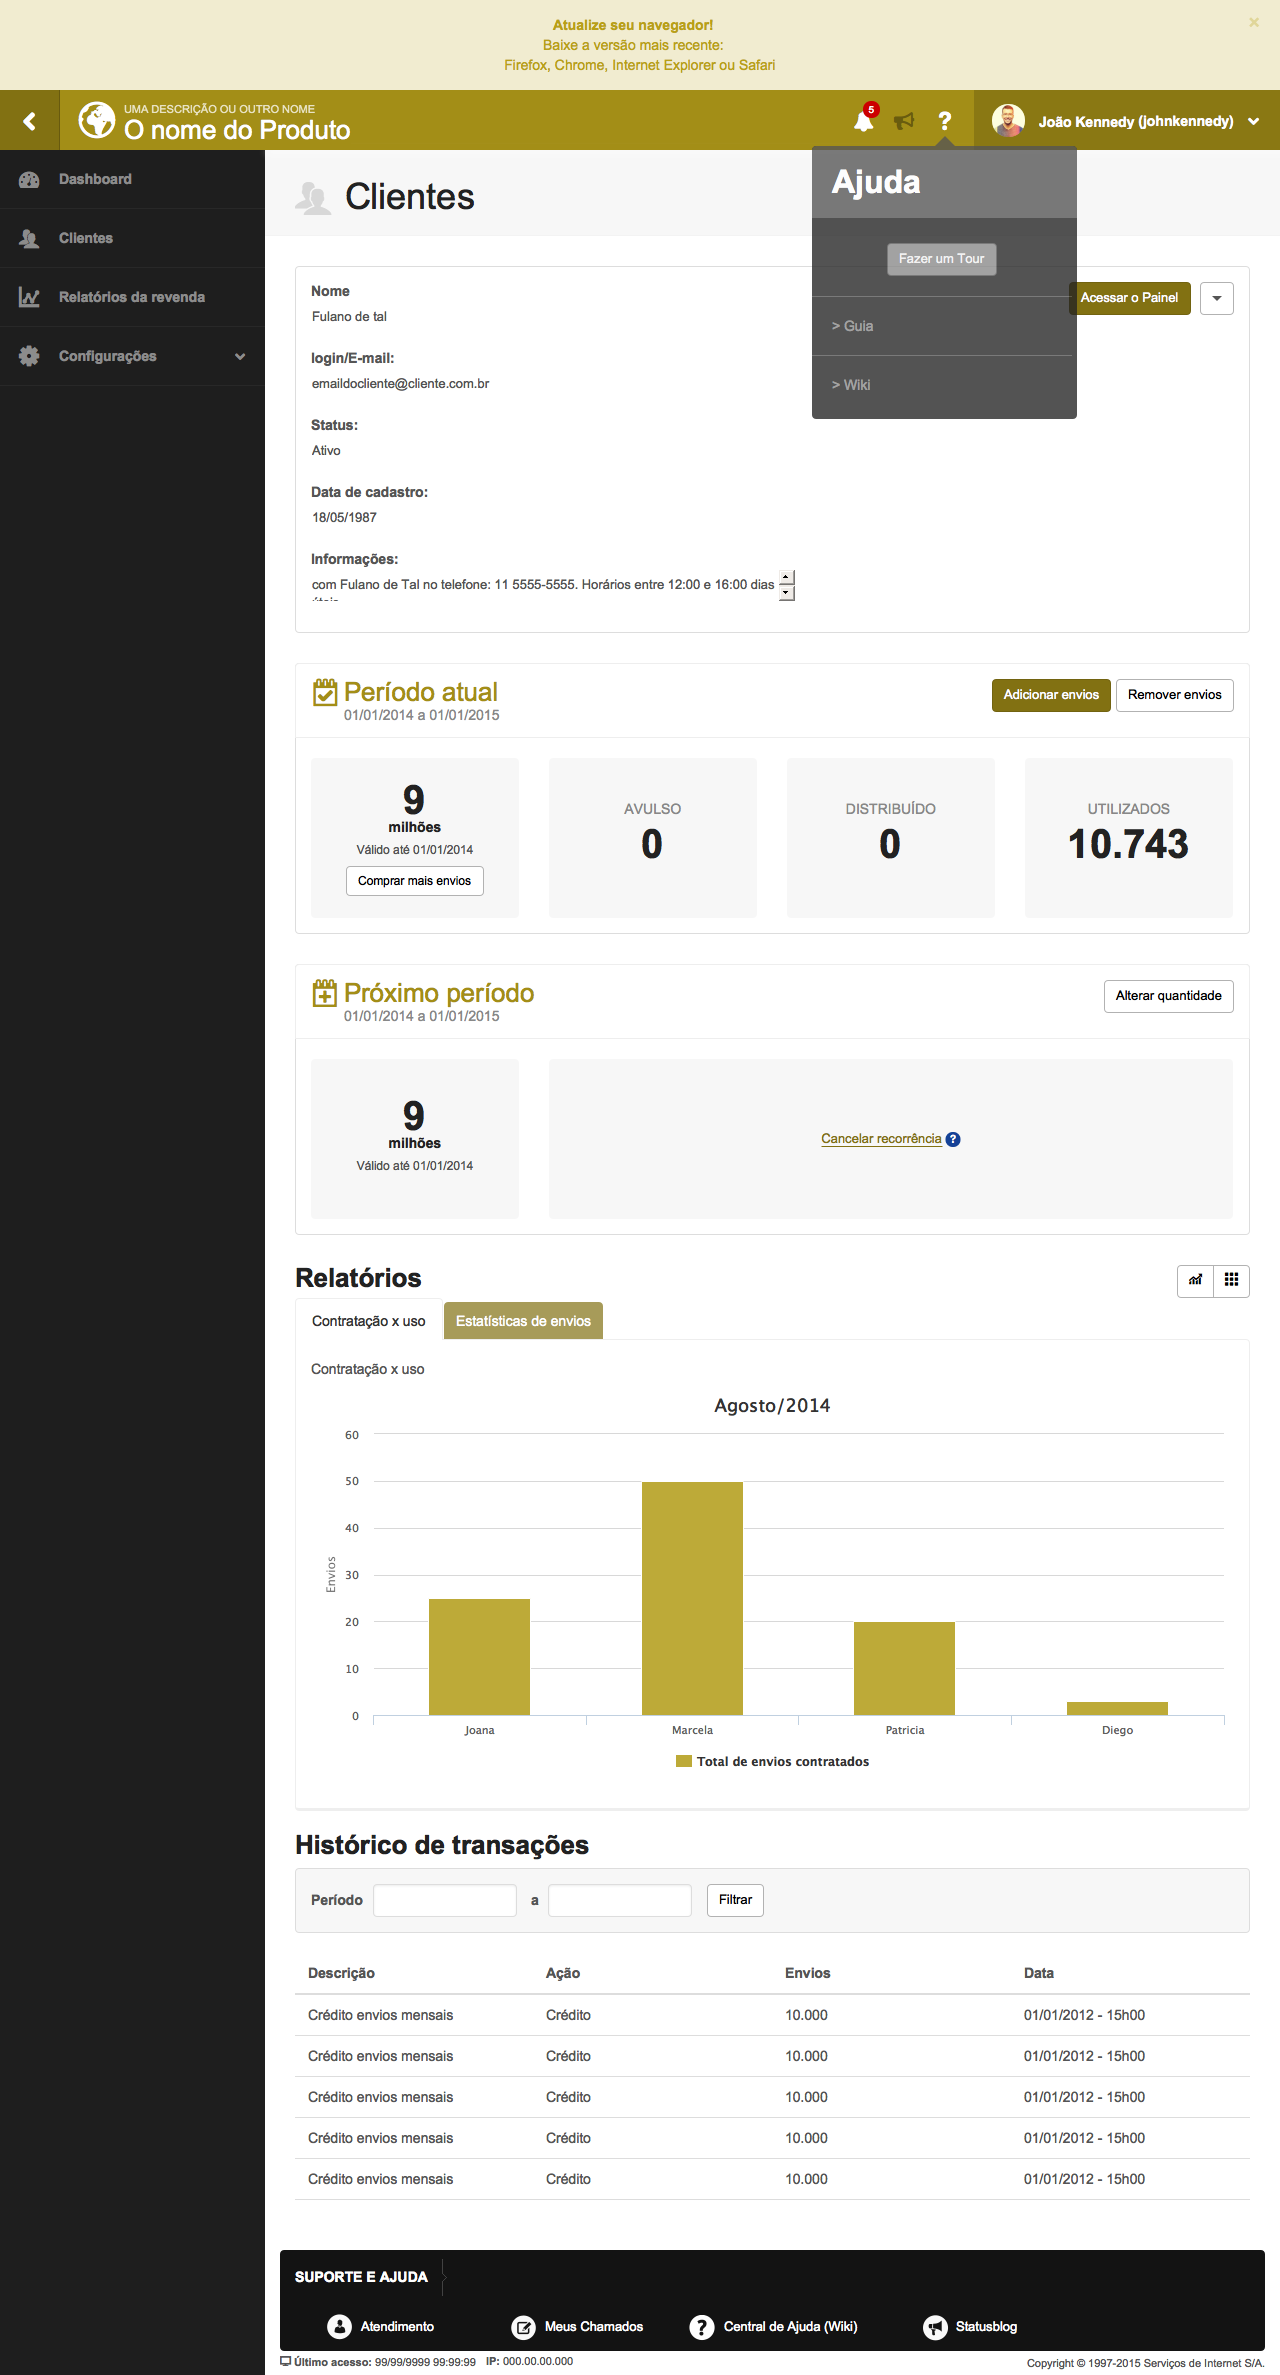 Atualize seu navegador!
×
Baixe a versão mais recente:
Firefox, Chrome, Internet Explorer ou Safari
UMA DESCRIÇÃO OU OUTRO NOME
O nome do Produto
5
?
João Kennedy (johnkennedy)
Dashboard
Clientes
Relatórios da revenda
Configurações
Clientes
Ajuda
Fazer um Tour
> Guia
> Wiki
Nome
Fulano de tal
Acessar o Painel
login/E-mail:
emaildocliente@cliente.com.br
Status:
Ativo
Data de cadastro:
18/05/1987
Informações:
com Fulano de Tal no telefone: 11 5555-5555. Horários entre 12:00 e 16:00 dias
Período atual
01/01/2014 a 01/01/2015
Adicionar envios
Remover envios
9
milhões
Válido até 01/01/2014
Comprar mais envios
AVULSO
0
DISTRIBUÍDO
0
UTILIZADOS
10.743
Próximo período
01/01/2014 a 01/01/2015
Alterar quantidade
9
milhões
Válido até 01/01/2014
Cancelar recorrência ?
Relatórios
Contratação x uso
Estatísticas de envios
Contratação x uso
Agosto/2014
60
50
40
30
20
10
0
Envios
Joana
Marcela
Patricia
Diego
Total de envios contratados
Histórico de transações
Período
a
Filtrar
Descrição Ação Envios Data
Crédito envios mensais Crédito 10.000 01/01/2012 - 15h00
Crédito envios mensais Crédito 10.000 01/01/2012 - 15h00
Crédito envios mensais Crédito 10.000 01/01/2012 - 15h00
Crédito envios mensais Crédito 10.000 01/01/2012 - 15h00
Crédito envios mensais Crédito 10.000 01/01/2012 - 15h00
SUPORTE E AJUDA
Atendimento
Meus Chamados
? Central de Ajuda (Wiki)
Statusblog
Último acesso: 99/99/9999 99:99:99 IP: 000.00.00.000
Copyright © 1997-2015 Serviços de Internet S/A.